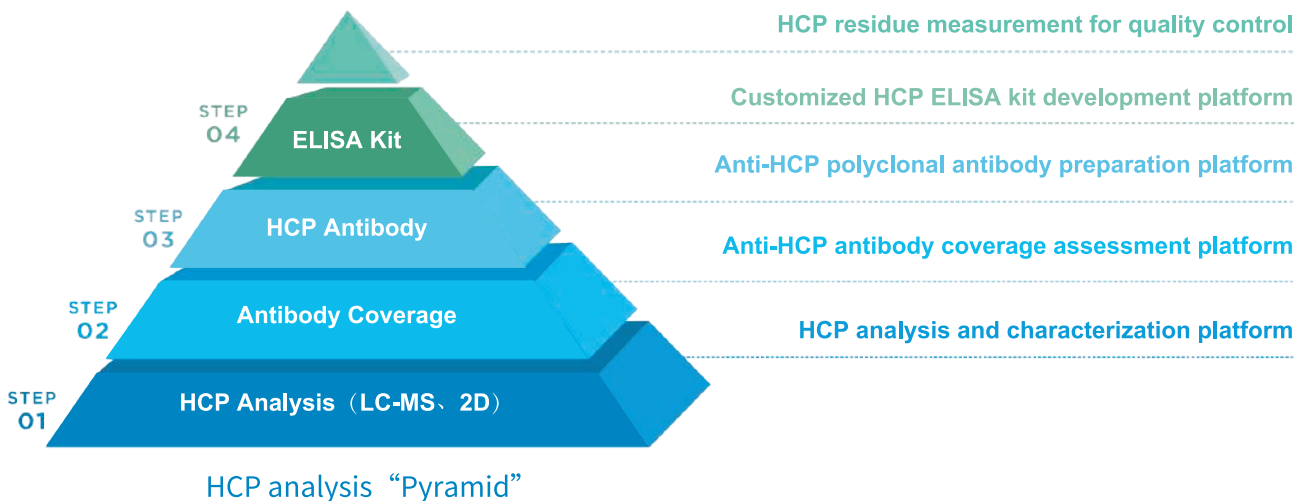 HCP residue measurement for quality control
STEP
04
ELISA Kit
Customized HCP ELISA kit development platform
STEP
03
HCP Antibody
Anti-HCP polyclonal antibody preparation platform
STEP
02
Antibody Coverage
Anti-HCP antibody coverage assessment platform
STEP
01
HCP Analysis（LC-MS、2D）
HCP analysis and characterization platform
HCP analysis “Pyramid”